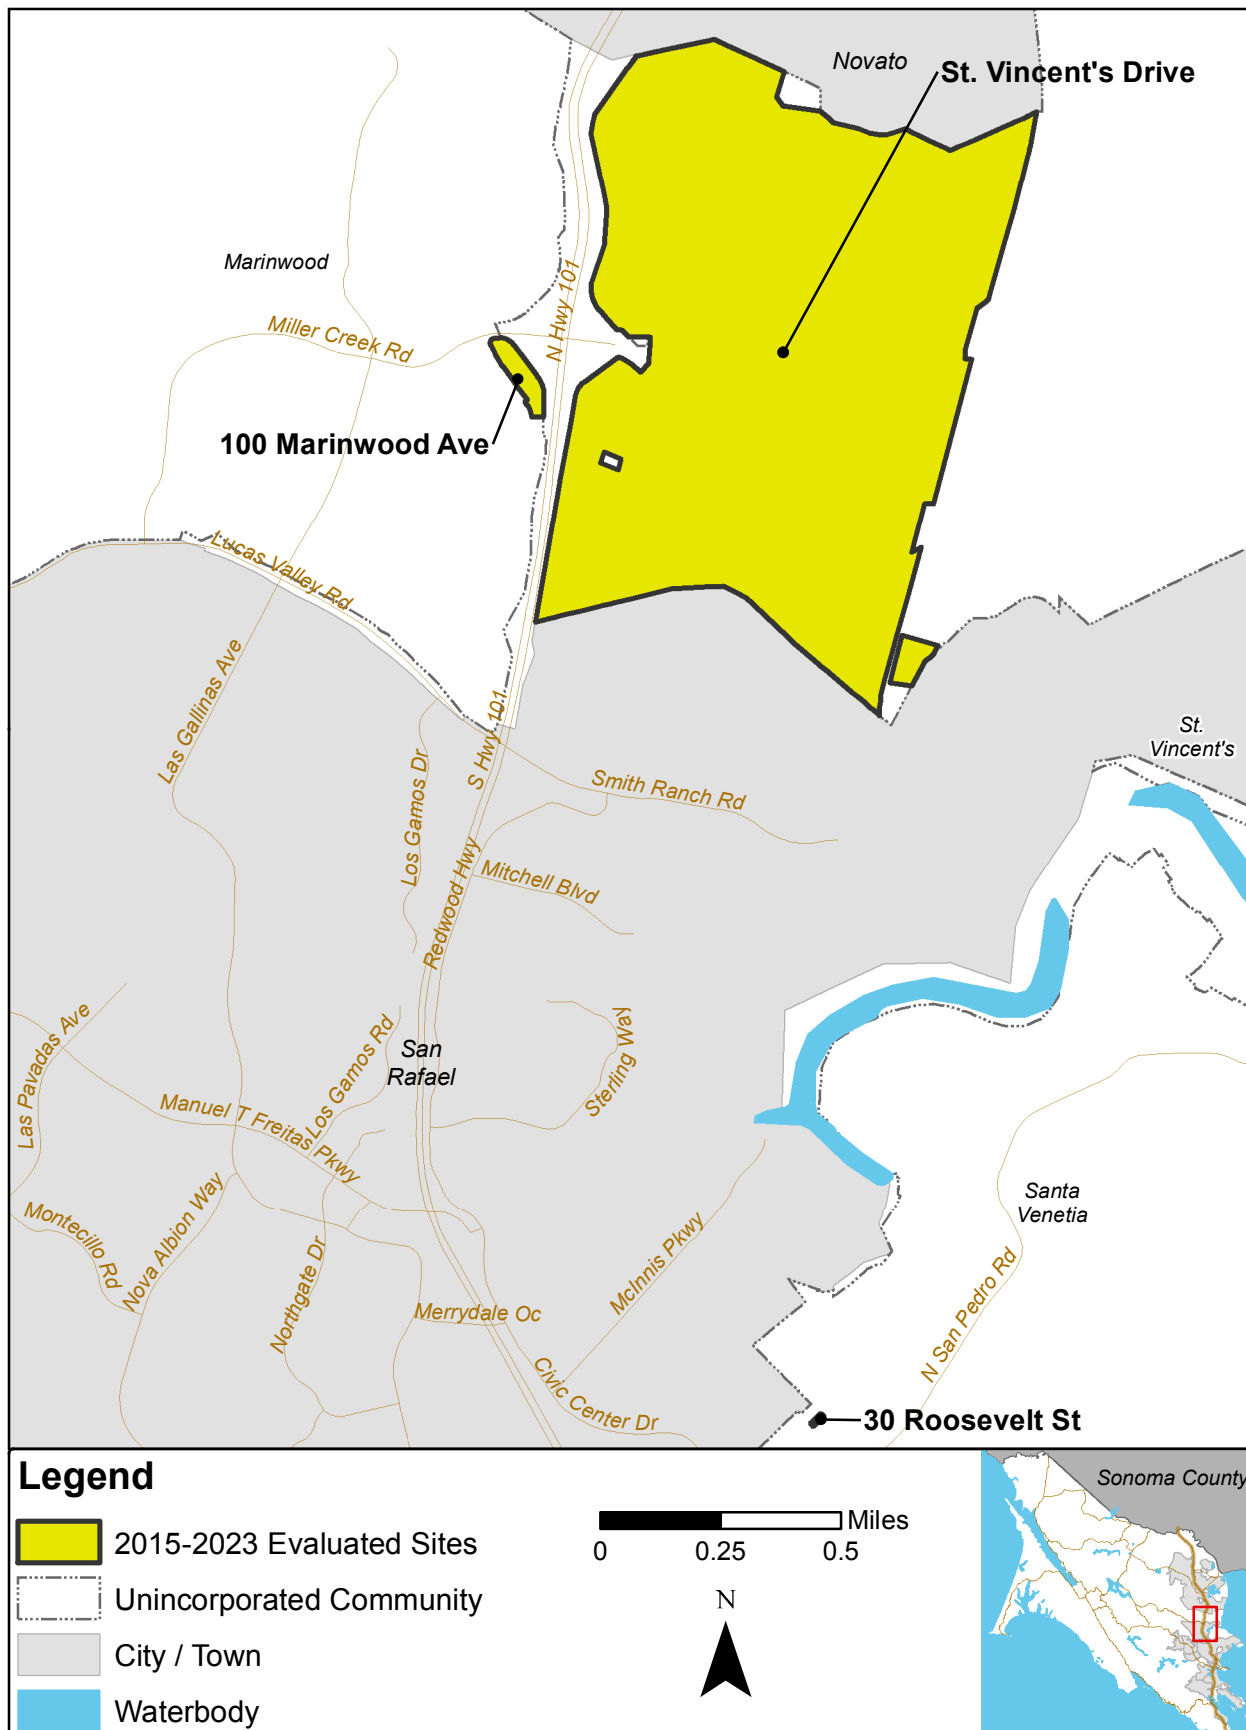 Novato
St. Vincent's Drive
Marinwood
N Hwy 101
Miller Creek Rd
100 Marinwood Ave
Lucas Valley Rd
Las Gallinas Ave
S Hwy 101
St.
Vincent's
Los Gamos Dr
Smith Ranch Rd
Redwood Hwy
Mitchell Blvd
Las Pavadas Ave
Los Gamos Rd
San
Rafael
Sterling Way
Manuel T Freitas Pkwy
Montecillo Rd
Nova Albion Way
Northgate Dr
McInnis Pkwy
Santa
Venetia
N San Pedro Rd
Merrydale Oc
Civic Center Dr
30 Roosevelt St
Legend
2015-2023 Evaluated Sites
Unincorporated Community
City / Town
Waterbody
Miles
0 0.25 0.5
N
Sonoma County